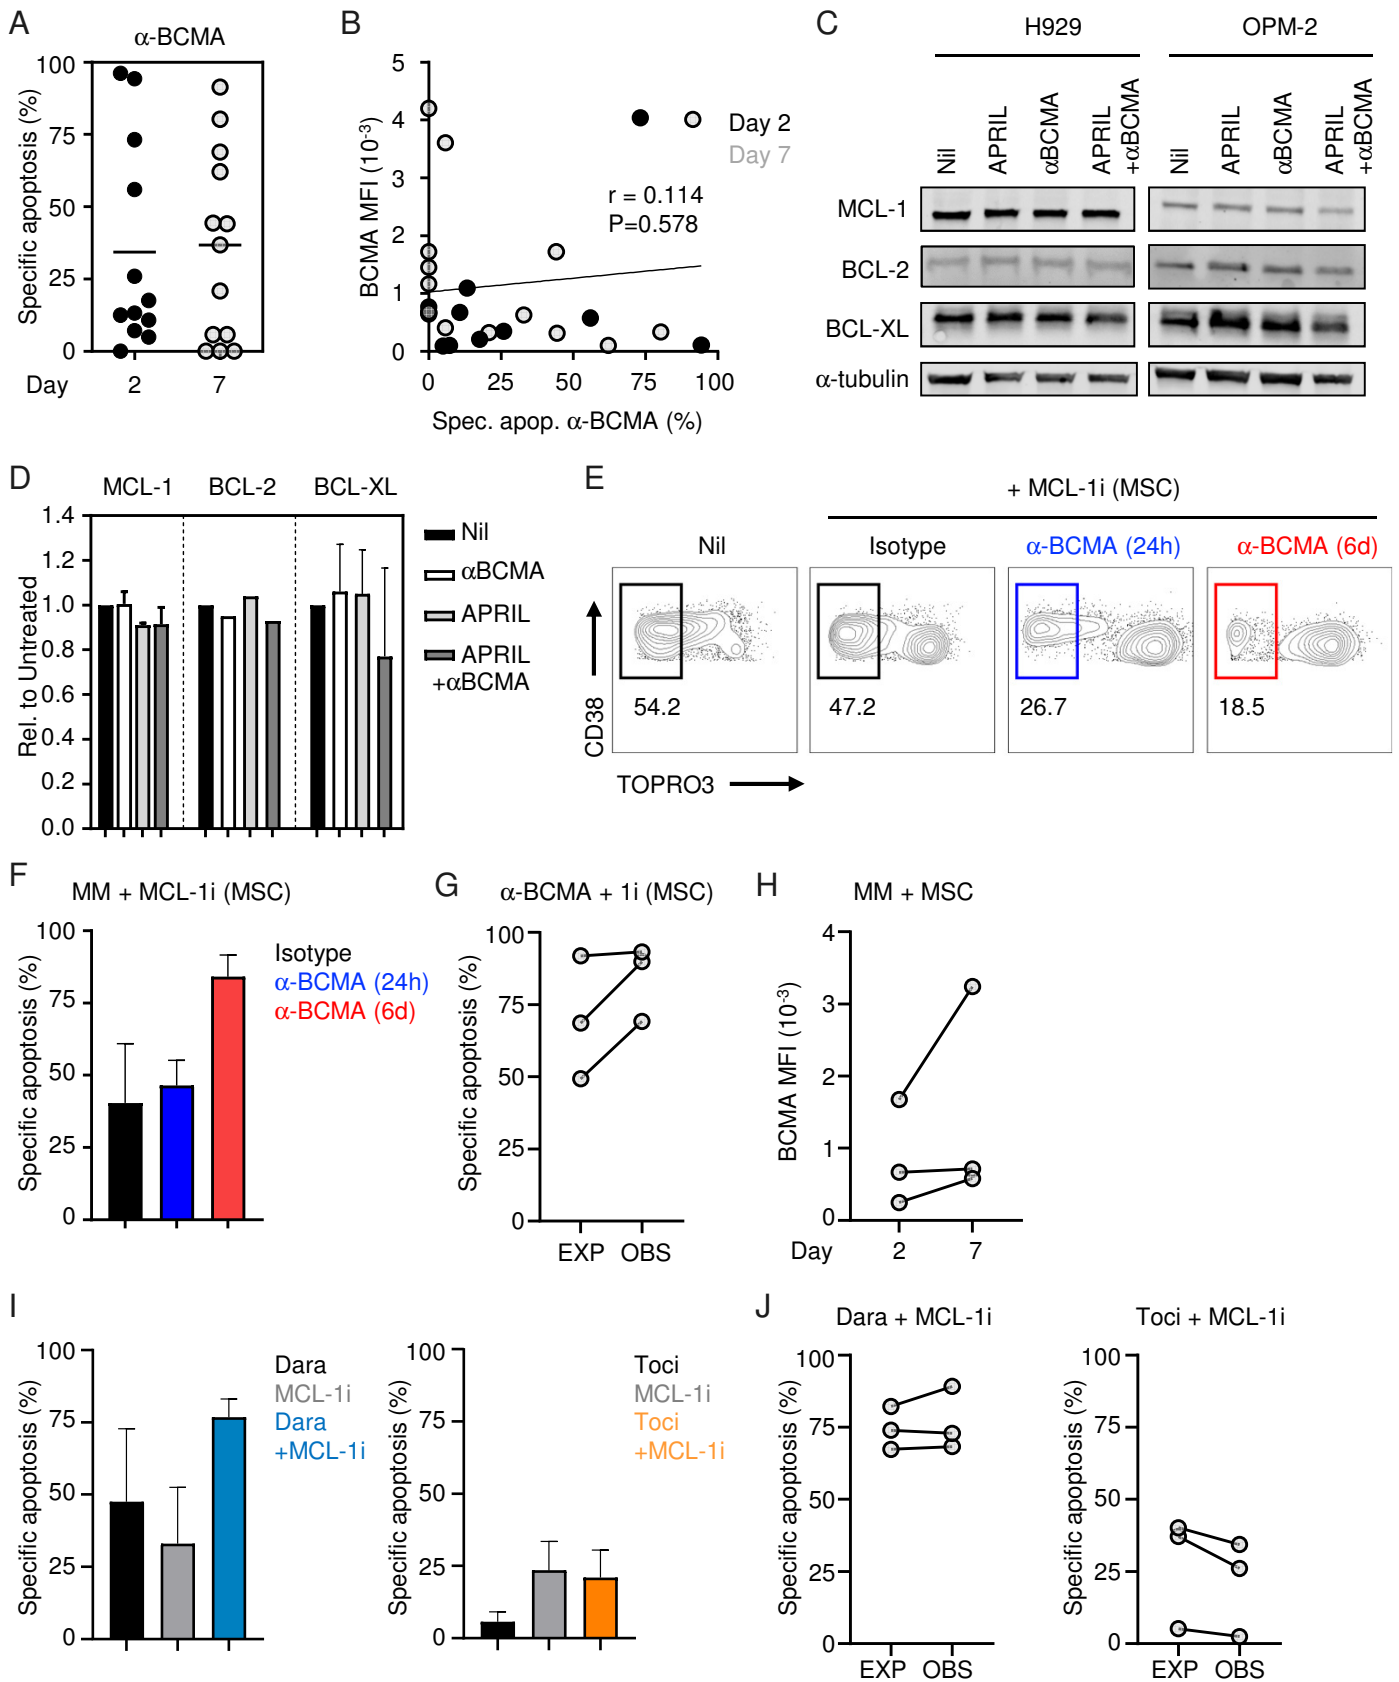 A
α-BCMA
Specific apoptosis (%)
100
75
50
25
0
Day
2
7
B
BCMA MFI (10-3)
5
4
3
2
1
0
0
25
50
75
100
Spec. apop. α-BCMA (%)
Day 2
Day 7
r = 0.114
P=0.578
C
H929
OPM-2
Nil
APRIL
αBCMA
APRIL
+αBCMA
Nil
APRIL
αBCMA
APRIL
+αBCMA
MCL-1
BCL-2
BCL-XL
α-tubulin
D
MCL-1
BCL-2
BCL-XL
Rel. to Untreated
1.4
1.2
1.0
0.8
0.6
0.4
0.2
0.0
Nil
αBCMA
APRIL
APRIL
+αBCMA
E
+ MCL-1i (MSC)
Nil
Isotype
α-BCMA (24h)
α-BCMA (6d)
54.2
47.2
26.7
18.5
CD38
TOPRO3
F
MM + MCL-1i (MSC)
Specific apoptosis (%)
100
75
50
25
0
Isotype
α-BCMA (24h)
α-BCMA (6d)
G
α-BCMA + 1i (MSC)
Specific apoptosis (%)
100
75
50
25
0
EXP
OBS
H
MM + MSC
BCMA MFI (10-3)
4
3
2
1
0
Day
2
7
I
Specific apoptosis (%)
100
75
50
25
0
Dara
MCL-1i
Dara
+MCL-1i
Specific apoptosis (%)
100
75
50
25
0
Toci
MCL-1i
Toci
+MCL-1i
J
Dara + MCL-1i
Specific apoptosis (%)
100
75
50
25
0
EXP
OBS
Toci + MCL-1i
Specific apoptosis (%)
100
75
50
25
0
EXP
OBS